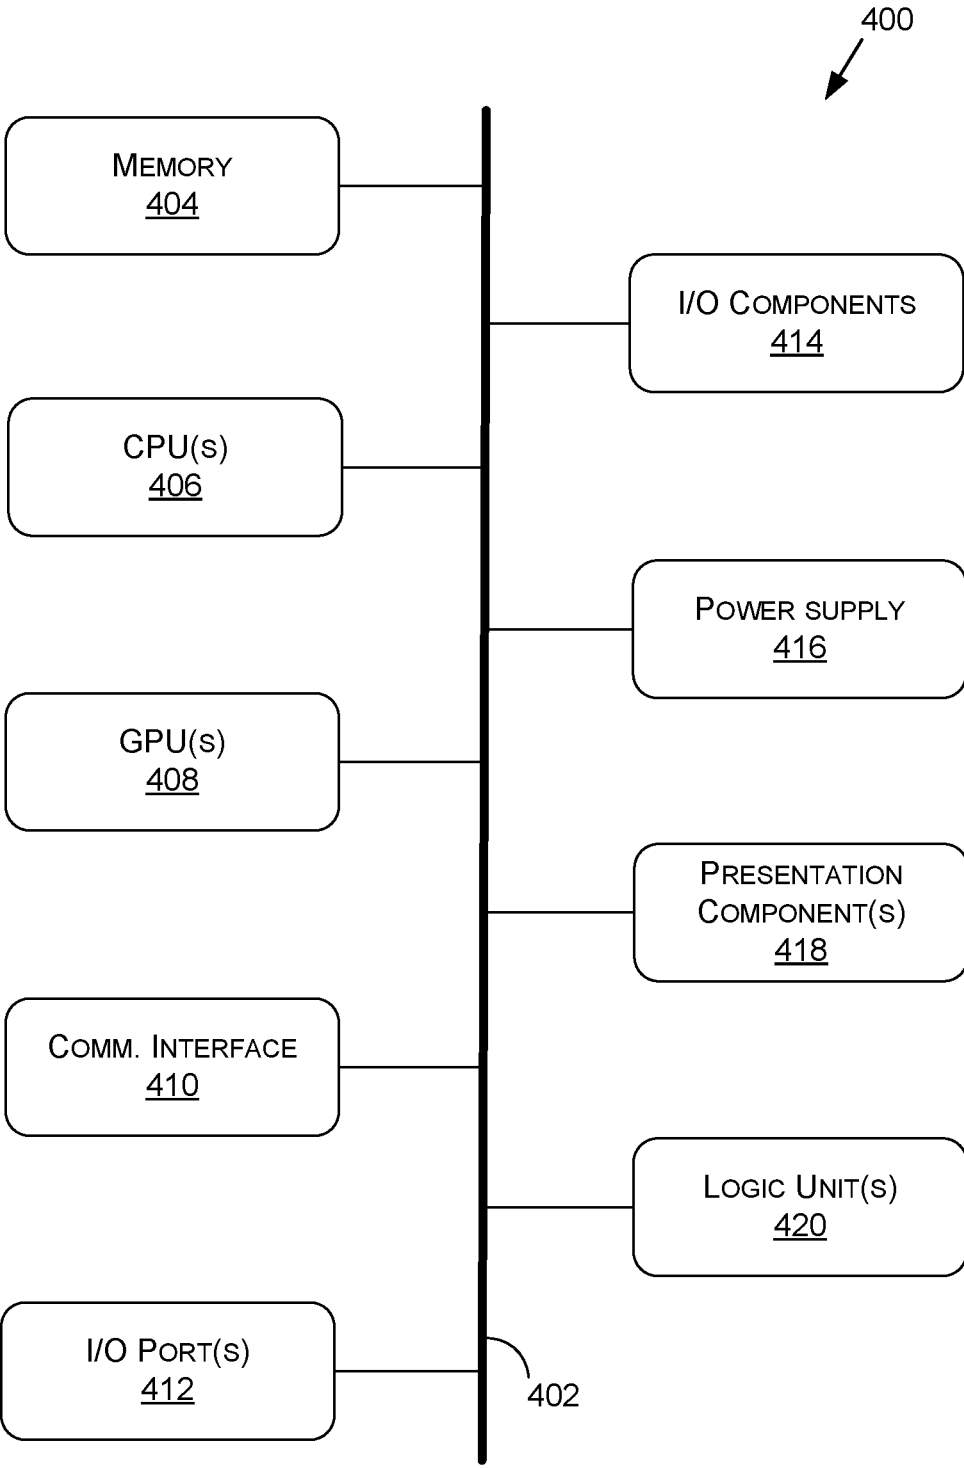 400
MEMORY
404
I/O COMPONENTS
414
CPU(S)
406
POWER SUPPLY
416
GPU(S)
408
PRESENTATION
COMPONENT(S)
418
COMM. INTERFACE
410
LOGIC UNIT(S)
420
I/O PORT(S)
412
402